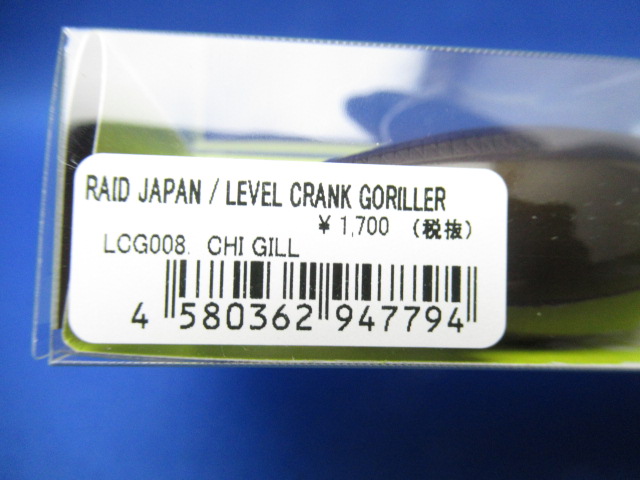 RAID JAPAN / LEVEL CRANK GORILLER
¥ 1,700 (税抜)
LCG008. CHI GILL
4 580362 947794